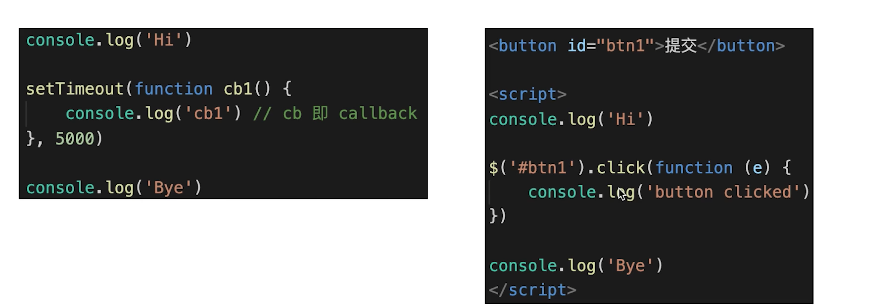 console.log('Hi')
setTimeout(function cb1() {
    console.log('cb1') // cb 即 callback
}, 5000)
console.log('Bye')
<button id="btn1">提交</button>
<script>
console.log('Hi')
$('#btn1').click(function (e) {
    console.log('button clicked')
})
console.log('Bye')
</script>